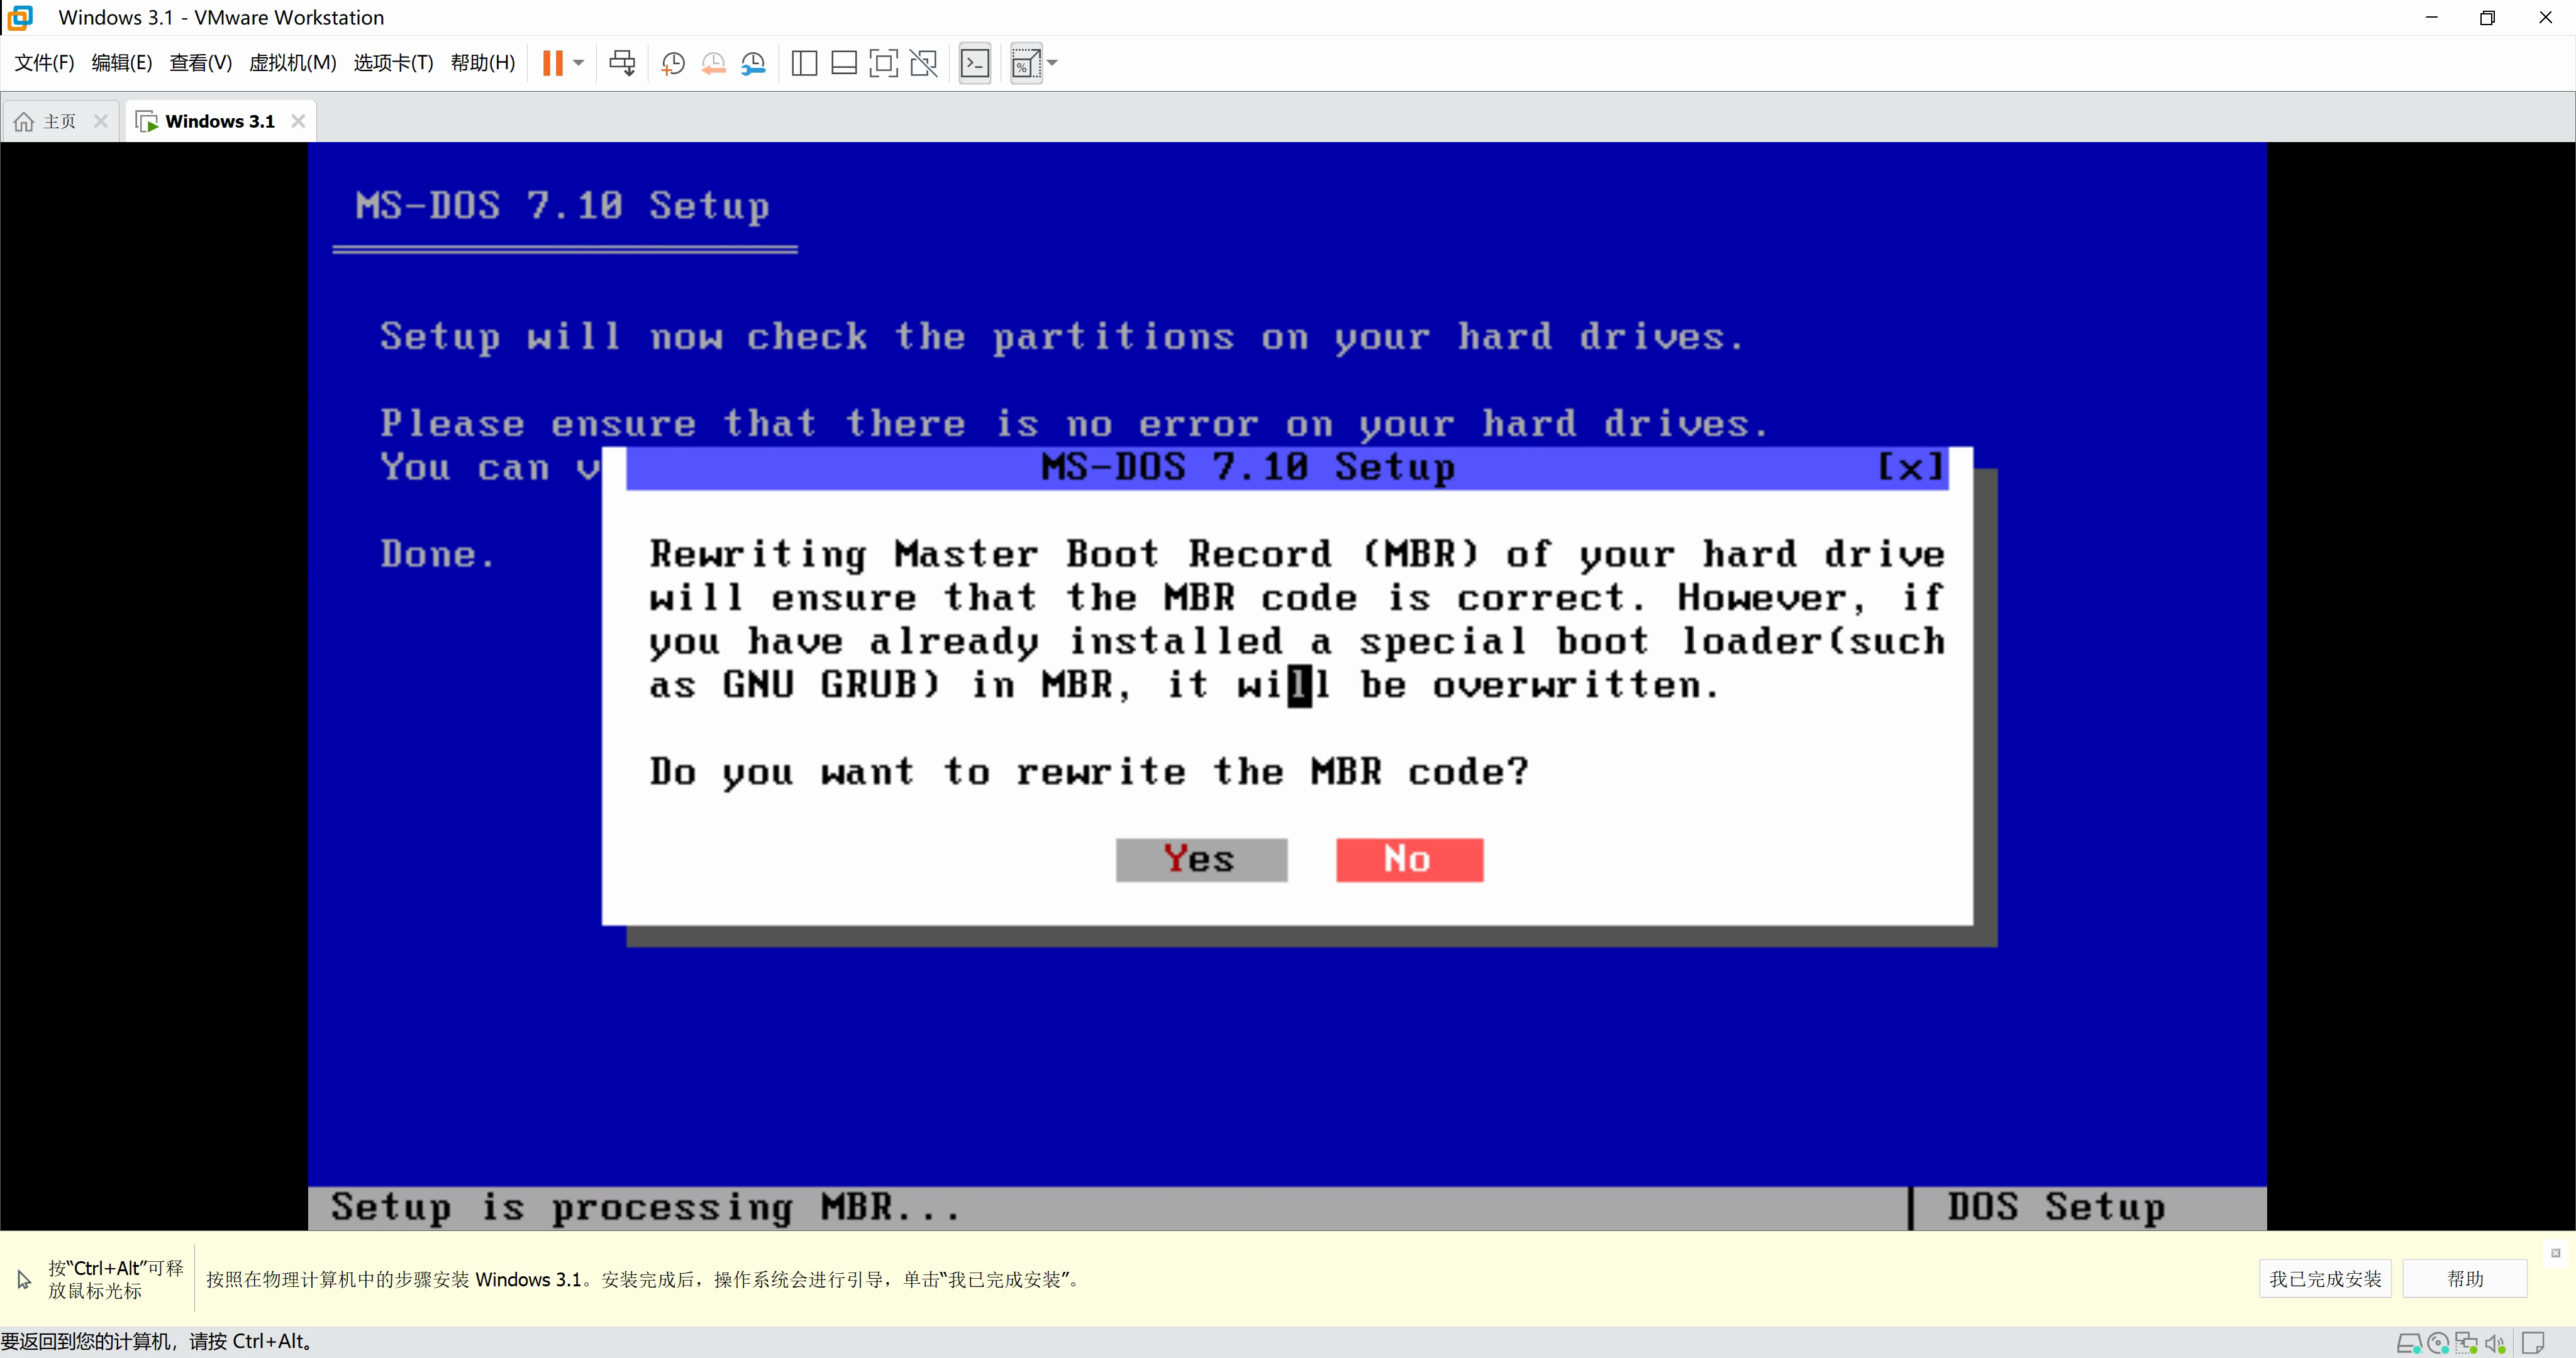 Windows 3.1 - VMware Workstation
文件(F) 编辑(E) 查看(V) 虚拟机(M) 选项卡(T) 帮助(H)
主页 Windows 3.1
MS-DOS 7.10 Setup
Setup will now check the partitions on your hard drives.
Please ensure that there is no error on your hard drives.
You can v
MS-DOS 7.10 Setup [x]
Done.
Rewriting Master Boot Record (MBR) of your hard drive
will ensure that the MBR code is correct. However, if
you have already installed a special boot loader(such
as GNU GRUB) in MBR, it will be overwritten.
Do you want to rewrite the MBR code?
Yes No
Setup is processing MBR... DOS Setup
按“Ctrl+Alt”可释
放鼠标光标
按照在物理计算机中的步骤安装 Windows 3.1。安装完成后，操作系统会进行引导，单击“我已完成安装”。
我已完成安装 帮助
要返回到您的计算机，请按 Ctrl+Alt。